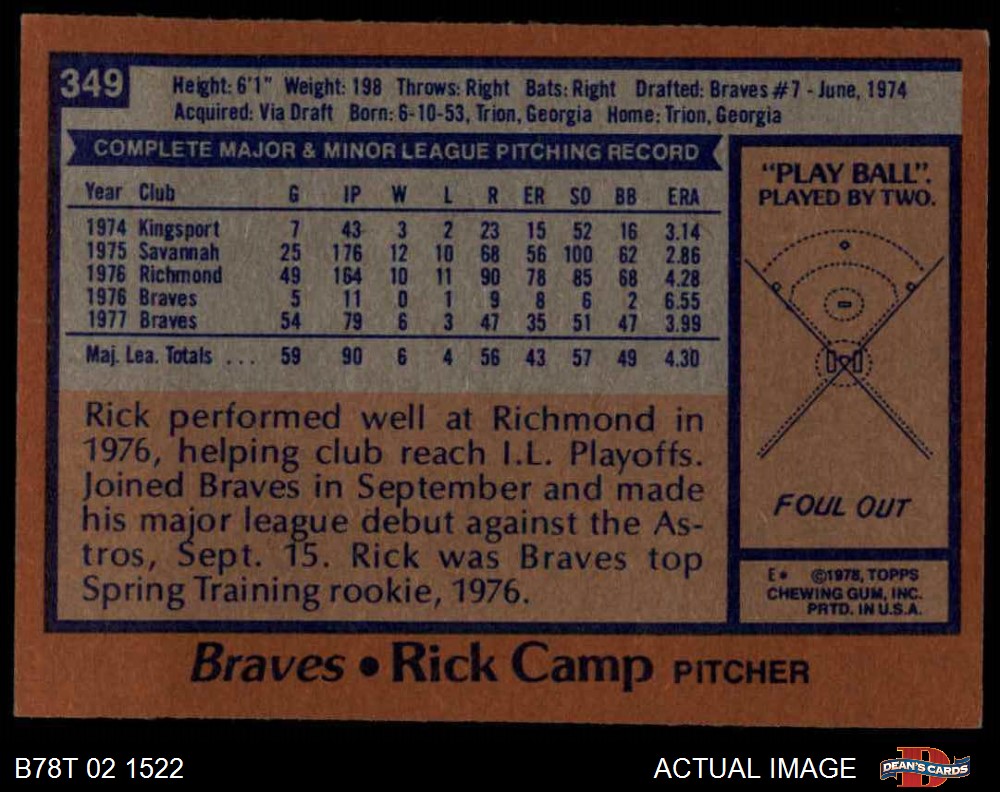 349
Height: 6'1" Weight: 198 Throws: Right Bats: Right Drafted: Braves #7 - June, 1974
Acquired: Via Draft Born: 6-10-53, Trion, Georgia Home: Trion, Georgia
COMPLETE MAJOR & MINOR LEAGUE PITCHING RECORD
Year Club G IP W L R ER SO BB ERA
1974 Kingsport 7 43 3 2 23 15 52 16 3.14
1975 Savannah 25 176 12 10 68 56 100 62 2.86
1976 Richmond 49 164 10 11 90 78 85 68 4.28
1976 Braves 5 11 0 1 9 8 6 2 6.55
1977 Braves 54 79 6 3 47 35 51 47 3.99
Maj. Lea. Totals ... 59 90 6 4 56 43 57 49 4.30
Rick performed well at Richmond in
1976, helping club reach I.L. Playoffs.
Joined Braves in September and made
his major league debut against the As-
tros, Sept. 15. Rick was Braves top
Spring Training rookie, 1976.
"PLAY BALL".
PLAYED BY TWO.
FOUL OUT
E* ©1978, TOPPS
CHEWING GUM, INC.
PRTD. IN U.S.A.
Braves • Rick Camp PITCHER
B78T 02 1522
ACTUAL IMAGE
DEAN'S CARDS